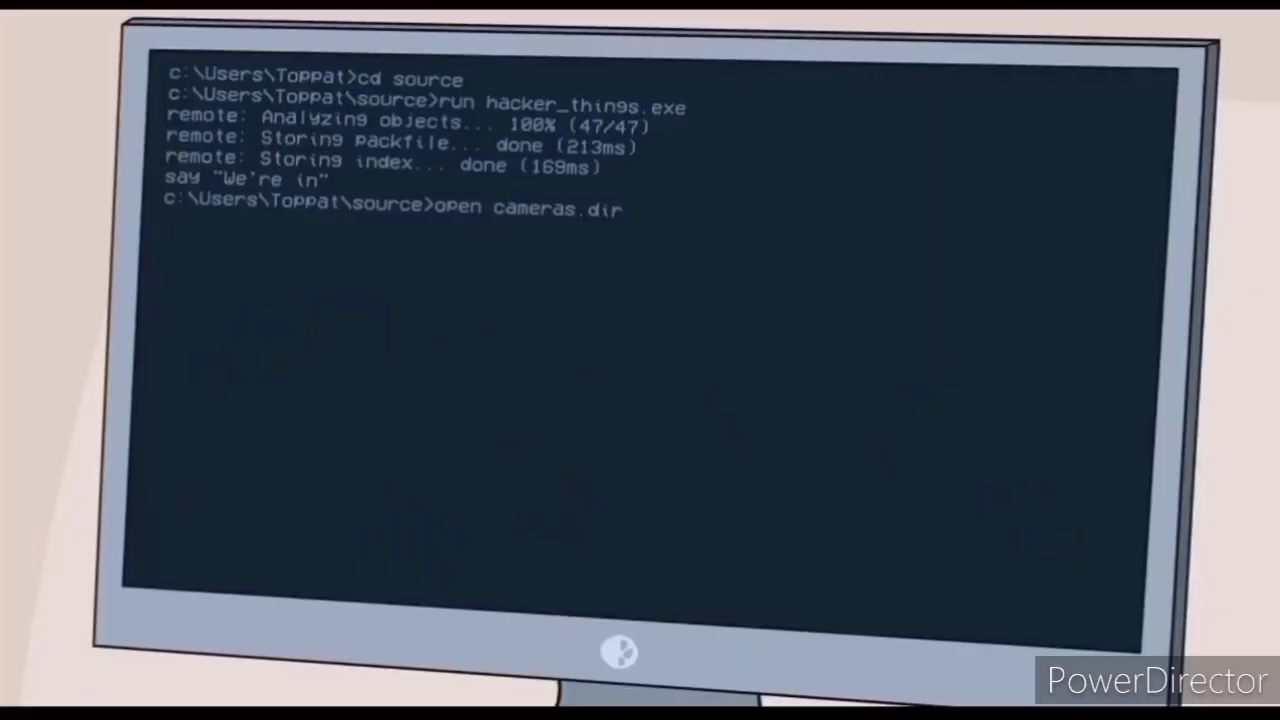 c:\Users\Toppat>cd source
c:\Users\Toppat\source>run hacker_things.exe
remote: Analyzing objects... 100% (47/47)
remote: Storing packfile... done (213ms)
remote: Storing index... done (169ms)
say "We're in"
c:\Users\Toppat\source>open cameras.dir
PowerDirector